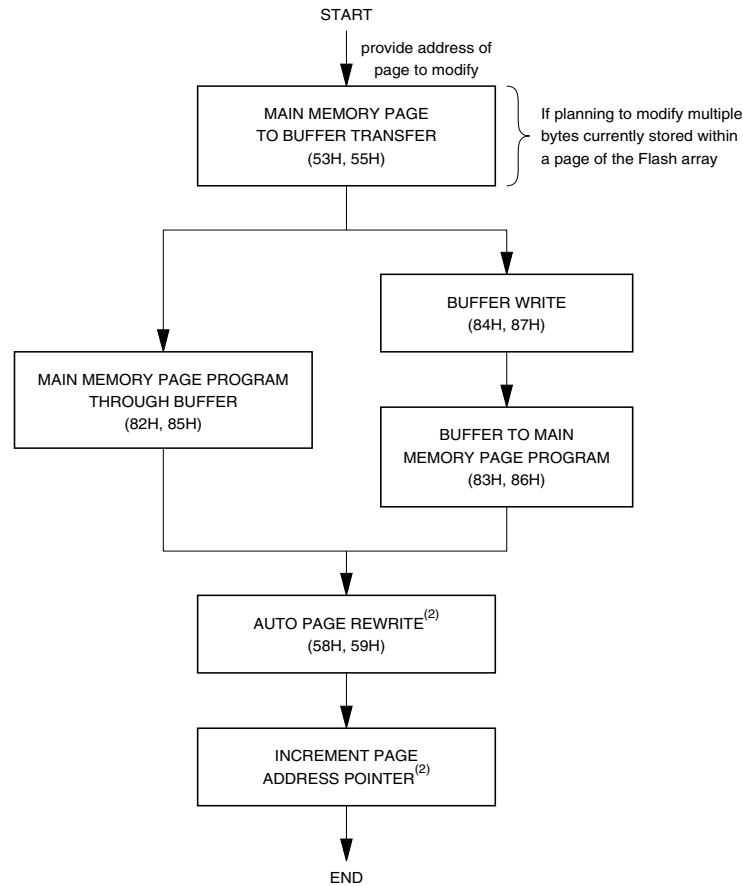 START
provide address of
page to modify
MAIN MEMORY PAGE
TO BUFFER TRANSFER
(53H, 55H)
If planning to modify multiple
bytes currently stored within
a page of the Flash array
BUFFER WRITE
(84H, 87H)
MAIN MEMORY PAGE PROGRAM
THROUGH BUFFER
(82H, 85H)
BUFFER TO MAIN
MEMORY PAGE PROGRAM
(83H, 86H)
AUTO PAGE REWRITE(2)
(58H, 59H)
INCREMENT PAGE
ADDRESS POINTER(2)
END